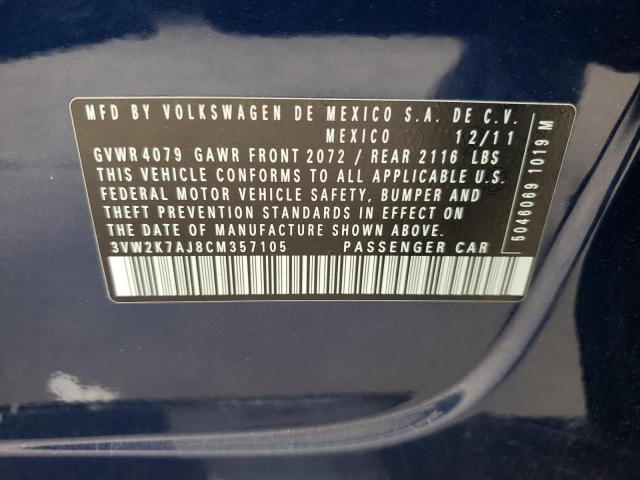 MFD BY VOLKSWAGEN DE MEXICO S.A. DE C.V.
MEXICO 12/11
GVWR 4079 GAWR FRONT 2072 / REAR 2116 LBS
THIS VEHICLE CONFORMS TO ALL APPLICABLE U.S.
FEDERAL MOTOR VEHICLE SAFETY, BUMPER AND
THEFT PREVENTION STANDARDS IN EFFECT ON
THE DATE OF MANUFACTURE SHOWN ABOVE.
3VW2K7AJ8CM357105 PASSENGER CAR
5046069 1019 M